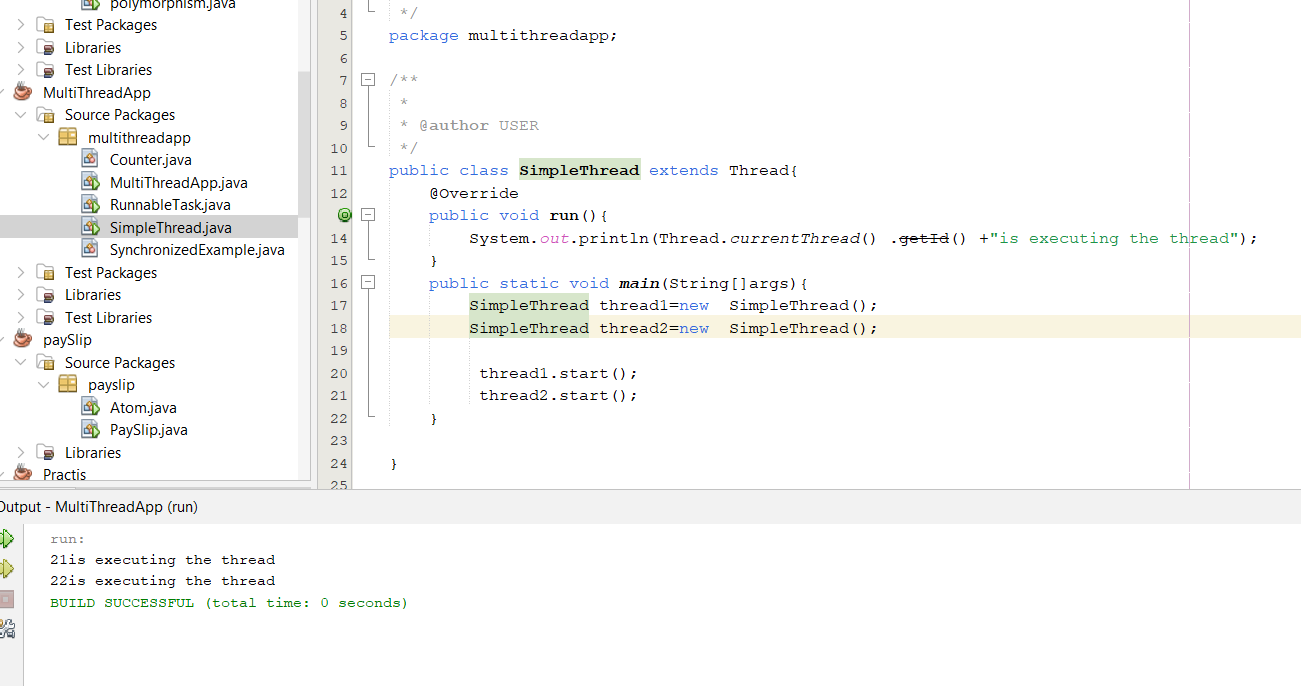 polymorphism.java
Test Packages
Libraries
Test Libraries
MultiThreadApp
Source Packages
multithreadapp
Counter.java
MultiThreadApp.java
RunnableTask.java
SimpleThread.java
SynchronizedExample.java
Test Packages
Libraries
Test Libraries
paySlip
Source Packages
payslip
Atom.java
PaySlip.java
Libraries
Practis
4 */
5 package multithreadapp;
6
7 /**
8 *
9 * @author USER
10 */
11 public class SimpleThread extends Thread{
12 @Override
public void run(){
14 System.out.println(Thread.currentThread() .getId() +"is executing the thread");
15 }
16 public static void main(String[]args){
17 SimpleThread thread1=new  SimpleThread();
18 SimpleThread thread2=new  SimpleThread();
19
20 thread1.start();
21 thread2.start();
22 }
23
24 }
25
Output - MultiThreadApp (run)
run:
21is executing the thread
22is executing the thread
BUILD SUCCESSFUL (total time: 0 seconds)